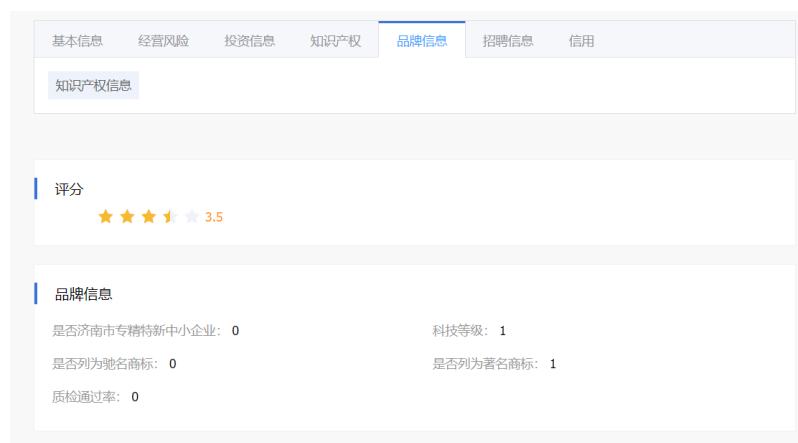 基本信息 经营风险 投资信息 知识产权 品牌信息 招聘信息 信用
知识产权信息
评分
3.5
品牌信息
是否济南市专精特新中小企业： 0 科技等级： 1
是否列为驰名商标： 0 是否列为著名商标： 1
质检通过率： 0